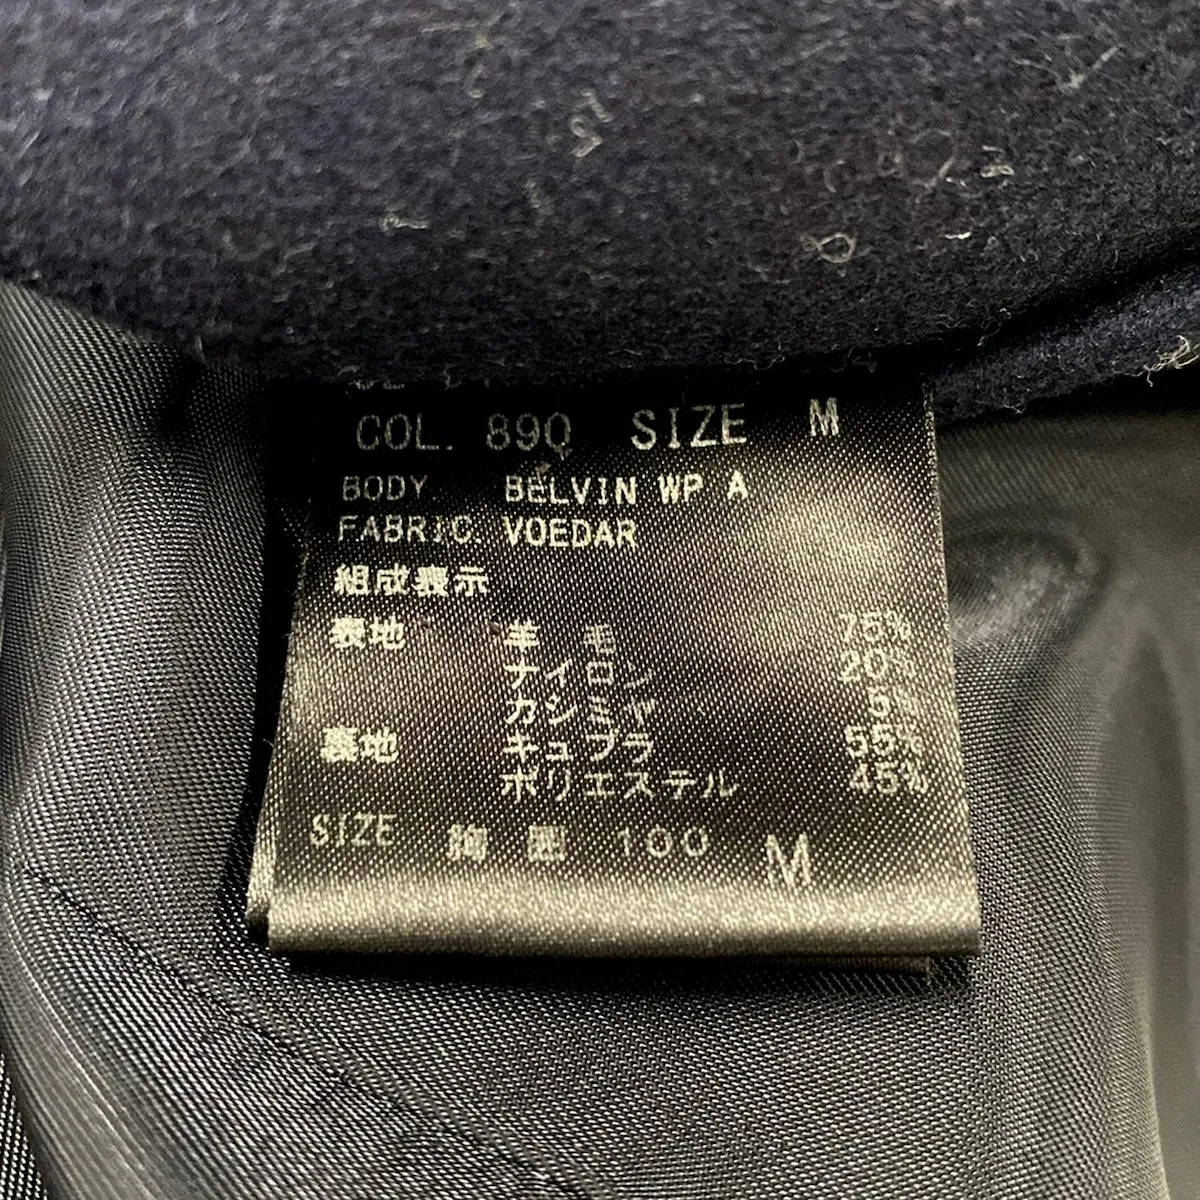 COL. 890 SIZE M
BODY. BELVIN WP A
FABRIC. VOEDAR
組成表示
表地 羊 毛 75%
ナイロン 20%
カシミヤ 5%
裏地 キュプラ 55%
ポリエステル 45%
SIZE 胸囲 100 M